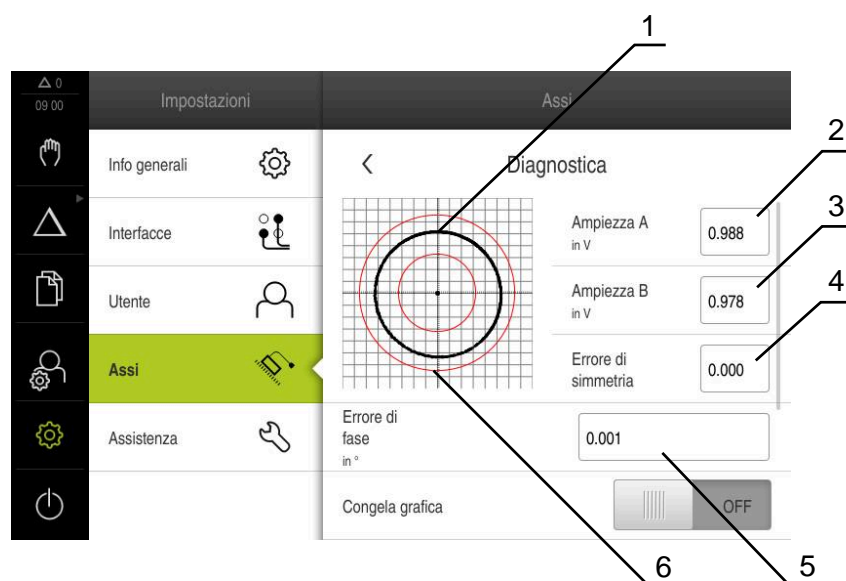 1
△ 0
09 00
Impostazioni
Assi
Info generali
Diagnostica
2
Interfacce
Ampiezza A
in V
0.988
3
Utente
Ampiezza B
in V
0.978
4
Assi
Errore di
simmetria
0.000
Assistenza
Errore di
fase
in °
0.001
Congela grafica
OFF
6
5